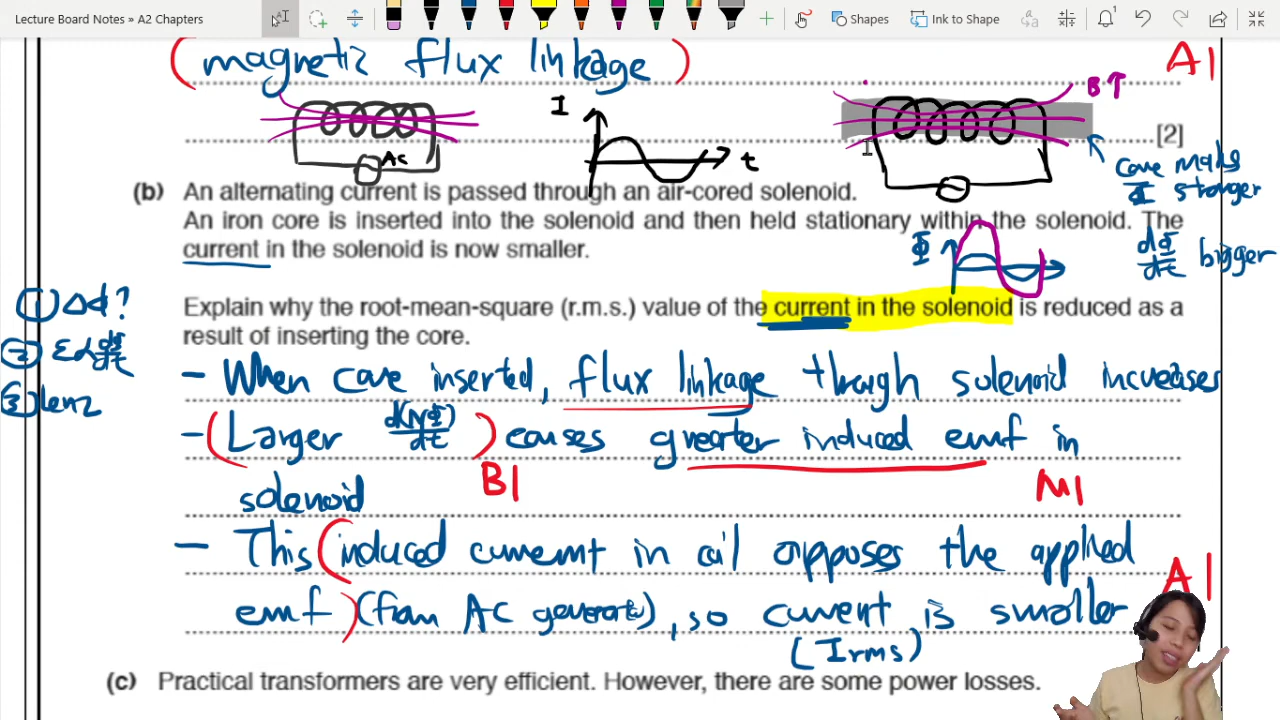 Lecture Board Notes » A2 Chapters
Shapes
Ink to Shape
(magnetic flux linkage)
A1
I
t
AC
B↑
[2]
core makes
Φ stronger
dΦ/dt bigger
Φ
(b) An alternating current is passed through an air-cored solenoid.
An iron core is inserted into the solenoid and then held stationary within the solenoid. The
current in the solenoid is now smaller.
Explain why the root-mean-square (r.m.s.) value of the current in the solenoid is reduced as a
result of inserting the core.
① Δϕ?
② ε∝dϕ/dt
③ lenz
- When core inserted, flux linkage though solenoid increases
- (Larger d(NΦ)/dt) causes greater induced emf in
B1
M1
solenoid
- This (induced current in coil opposes the applied
A1
emf) (from AC generator), so current is smaller
(Irms)
(c) Practical transformers are very efficient. However, there are some power losses.